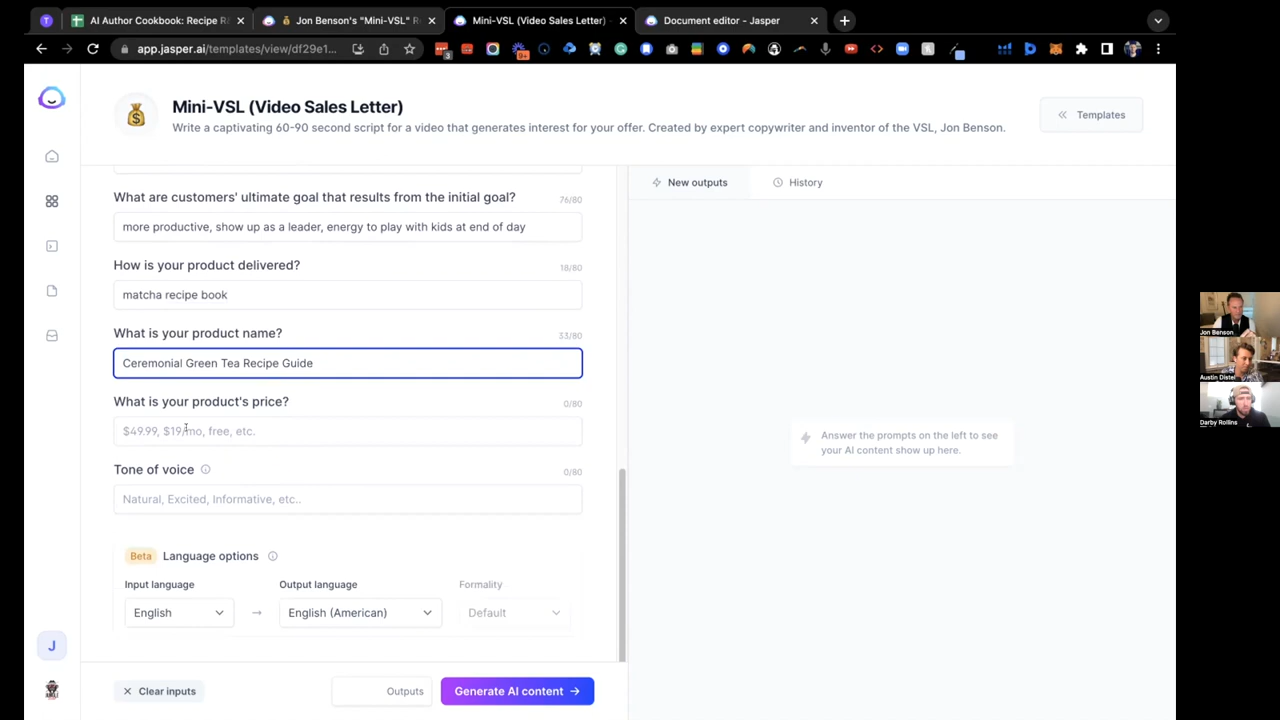 AI Author Cookbook: Recipe R
Jon Benson's "Mini-VSL" R
Mini-VSL (Video Sales Letter)
Document editor - Jasper
app.jasper.ai/templates/view/df29e1...
Mini-VSL (Video Sales Letter)
Write a captivating 60-90 second script for a video that generates interest for your offer. Created by expert copywriter and inventor of the VSL, Jon Benson.
Templates
New outputs
History
What are customers' ultimate goal that results from the initial goal?
76/80
more productive, show up as a leader, energy to play with kids at end of day
How is your product delivered?
18/80
matcha recipe book
What is your product name?
33/80
Ceremonial Green Tea Recipe Guide
What is your product's price?
0/80
$49.99, $19/mo, free, etc.
Tone of voice
0/80
Natural, Excited, Informative, etc..
Beta
Language options
Input language
Output language
Formality
English
English (American)
Default
Clear inputs
Outputs
Generate AI content
Answer the prompts on the left to see
your AI content show up here.
J
Jon Benson
Austin Distel
Darby Rollins